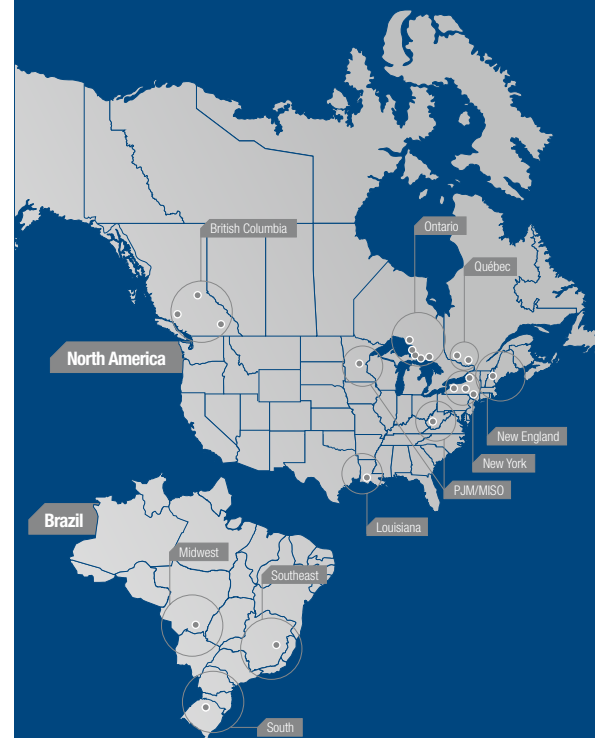 British Columbia
Ontario
Québec
North America
New England
New York
PJM/MISO
Louisiana
Brazil
Midwest
Southeast
South